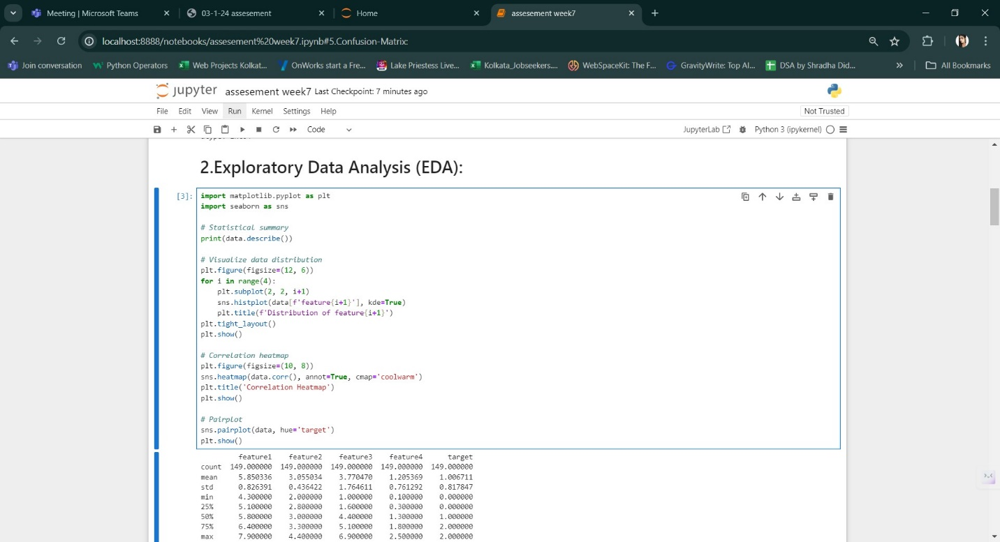 Meeting | Microsoft Teams
03-1-24 assesement
Home
assesement week7
localhost:8888/notebooks/assesement%20week7.ipynb#5.Confusion-Matrix:
Join conversation
Python Operators
Web Projects Kolkat...
OnWorks start a Fre...
Lake Priestess Live...
Kolkata_Jobseekers....
WebSpaceKit: The F...
GravityWrite: Top AI...
DSA by Shradha Did...
All Bookmarks
jupyter assesement week7 Last Checkpoint: 7 minutes ago
File Edit View Run Kernel Settings Help
Not Trusted
Code
JupyterLab
Python 3 (ipykernel)
2.Exploratory Data Analysis (EDA):
[3]:
import matplotlib.pyplot as plt
import seaborn as sns
# Statistical summary
print(data.describe())
# Visualize data distribution
plt.figure(figsize=(12, 6))
for i in range(4):
    plt.subplot(2, 2, i+1)
    sns.histplot(data[f'feature{i+1}'], kde=True)
    plt.title(f'Distribution of feature{i+1}')
plt.tight_layout()
plt.show()
# Correlation heatmap
plt.figure(figsize=(10, 8))
sns.heatmap(data.corr(), annot=True, cmap='coolwarm')
plt.title('Correlation Heatmap')
plt.show()
# Pairplot
sns.pairplot(data, hue='target')
plt.show()
feature1 feature2 feature3 feature4 target
count 149.000000 149.000000 149.000000 149.000000 149.000000
mean 5.850336 3.055034 3.770470 1.205369 1.006711
std 0.826391 0.436422 1.764611 0.761292 0.817847
min 4.300000 2.000000 1.000000 0.100000 0.000000
25% 5.100000 2.800000 1.600000 0.300000 0.000000
50% 5.800000 3.000000 4.400000 1.300000 1.000000
75% 6.400000 3.300000 5.100000 1.800000 2.000000
max 7.900000 4.400000 6.900000 2.500000 2.000000